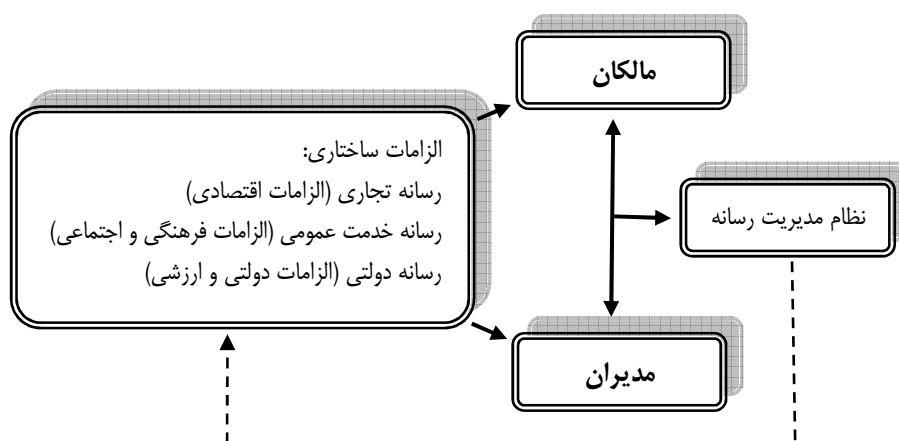 مالکان
الزامات ساختاری:
رسانه تجاری (الزامات اقتصادی)
رسانه خدمت عمومی (الزامات فرهنگی و اجتماعی)
رسانه دولتی (الزامات دولتی و ارزشی)
نظام مدیریت رسانه
مدیران